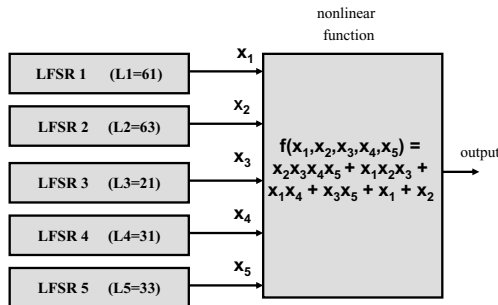 nonlinear
function
LFSR 1 (L1=61)
x₁
LFSR 2 (L2=63)
x₂
LFSR 3 (L3=21)
x₃
LFSR 4 (L4=31)
x₄
LFSR 5 (L5=33)
x₅
f(x₁,x₂,x₃,x₄,x₅) =
x₂x₃x₄x₅ + x₁x₂x₃ +
x₁x₄ + x₃x₅ + x₁ + x₂
output